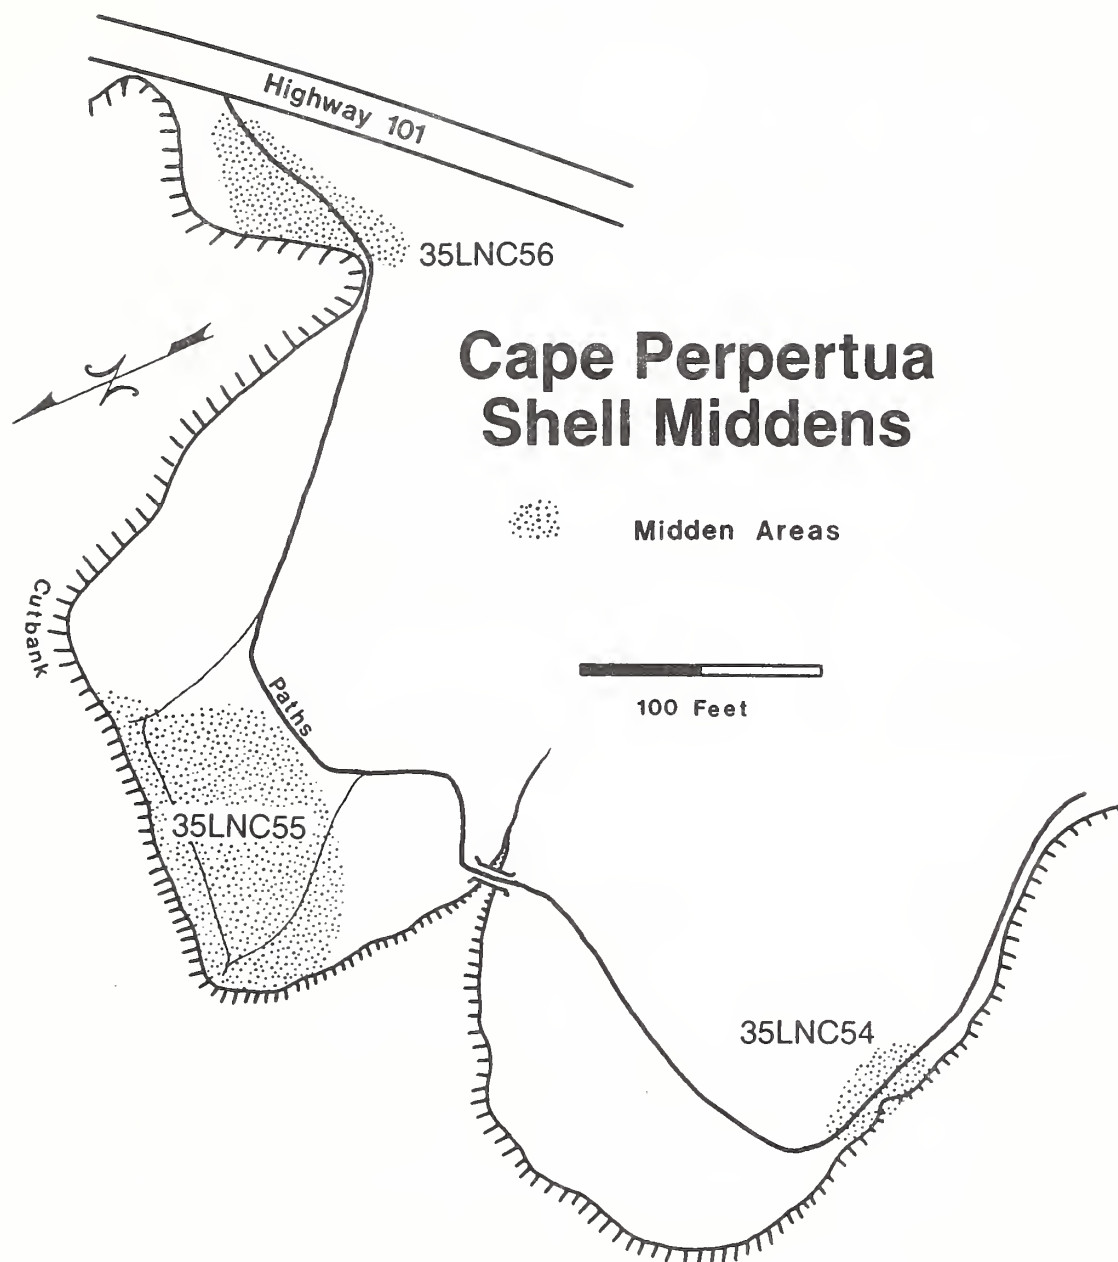 Highway 101
35LNC56
Cape Perpertua
Shell Middens
Midden Areas
Cutbank
100 Feet
Paths
35LNC55
35LNC54